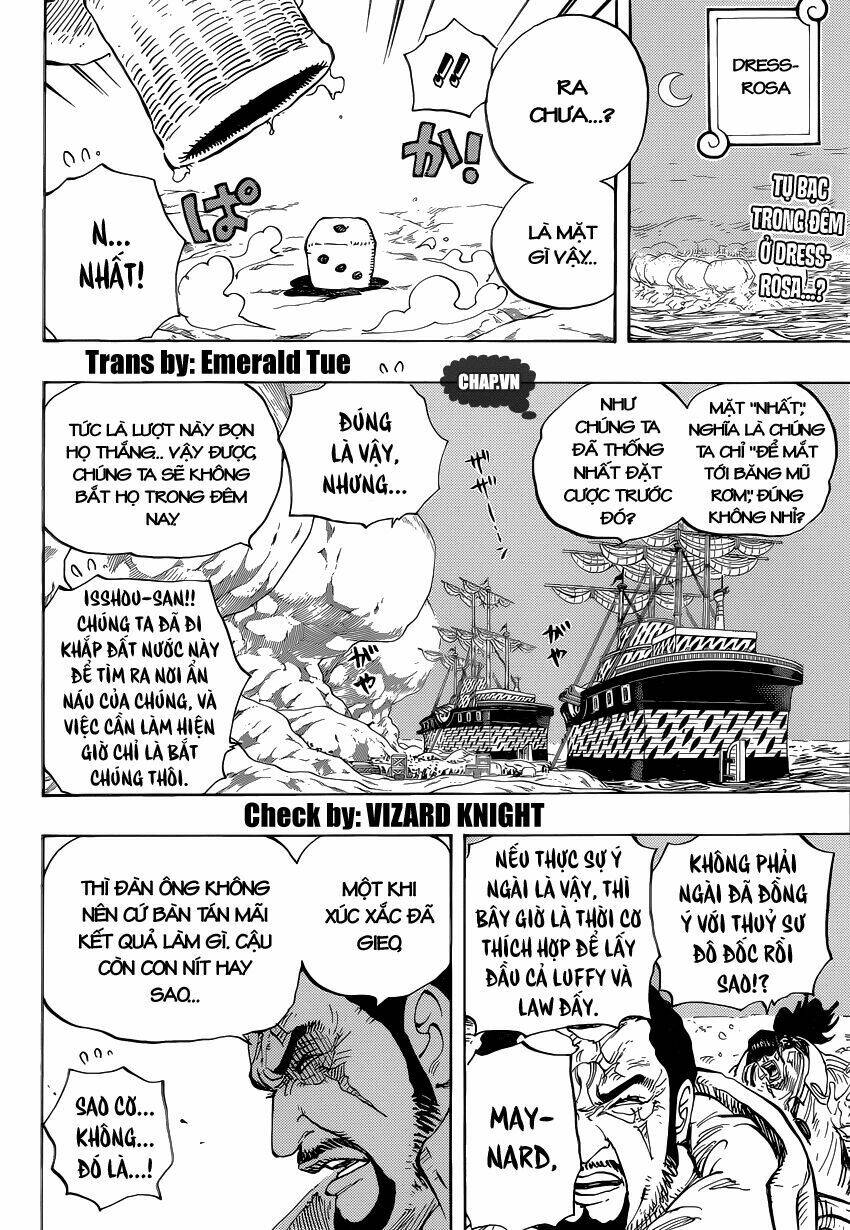 DRESS-
ROSA
TỤ BẠC
TRONG ĐÊM
Ở DRESS-
ROSA...?
RA
CHƯA...?
LÀ MẶT
GÌ VẬY...
!!
ぱ
か!
N...
NHẤT!
Trans by: Emerald Tue
CHAP.VN
MẶT "NHẤT",
NGHĨA LÀ CHÚNG
TA CHỈ "ĐỂ MẮT
TỚI BĂNG MŨ
RƠM", ĐÚNG
KHÔNG NHỈ?
NHƯ
CHÚNG TA
ĐÃ THỐNG
NHẤT ĐẶT
CƯỢC TRƯỚC
ĐÓ?
ĐÚNG
LÀ VẬY,
NHƯNG...
TỨC LÀ LƯỢT NÀY BỌN
HỌ THẮNG.. VẬY ĐƯỢC,
CHÚNG TA SẼ KHÔNG
BẮT HỌ TRONG ĐÊM
NAY.
ISSHOU-SAN!!
CHÚNG TA ĐÃ ĐI
KHẮP ĐẤT NƯỚC NÀY
ĐỂ TÌM RA NƠI ẨN
NÁU CỦA CHÚNG, VÀ
VIỆC CẦN LÀM HIỆN
GIỜ CHỈ LÀ BẮT
CHÚNG THÔI.
Check by: VIZARD KNIGHT
KHÔNG PHẢI
NGÀI ĐÃ ĐỒNG
Ý VỚI THUỶ SƯ
ĐÔ ĐỐC RỒI
SAO!?
NẾU THỰC SỰ Ý
NGÀI LÀ VẬY, THÌ
BÂY GIỜ LÀ THỜI CƠ
THÍCH HỢP ĐỂ LẤY
ĐẦU CẢ LUFFY VÀ
LAW ĐẤY.
MAY-
NARD,
MỘT KHI
XÚC XẮC ĐÃ
GIEO,
THÌ ĐÀN ÔNG KHÔNG
NÊN CỨ BÀN TÁN MÃI
KẾT QUẢ LÀM GÌ. CẬU
CÒN CON NÍT HAY
SAO...
SAO CƠ...
KHÔNG...
ĐÓ LÀ...!